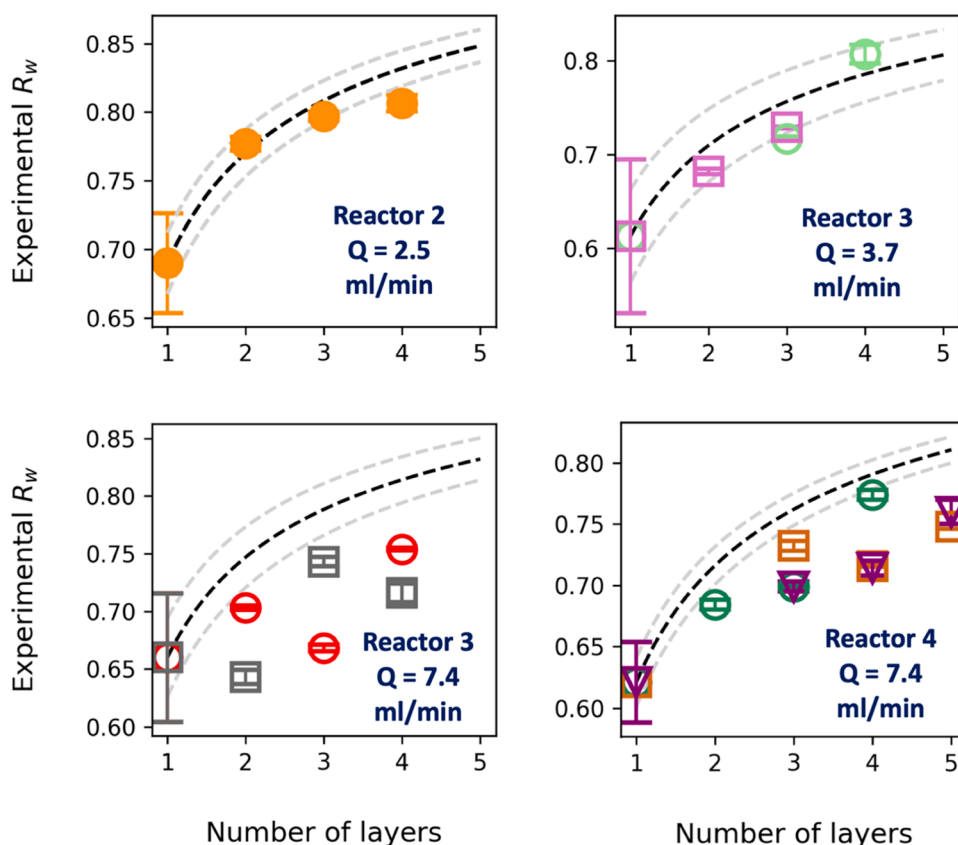 Experimental R_w
0.85
0.80
0.75
0.70
0.65
1 2 3 4 5
Reactor 2
Q = 2.5
ml/min
0.8
0.7
0.6
1 2 3 4 5
Reactor 3
Q = 3.7
ml/min
Experimental R_w
0.85
0.80
0.75
0.70
0.65
0.60
1 2 3 4 5
Reactor 3
Q = 7.4
ml/min
Number of layers
0.80
0.75
0.70
0.65
0.60
1 2 3 4 5
Reactor 4
Q = 7.4
ml/min
Number of layers